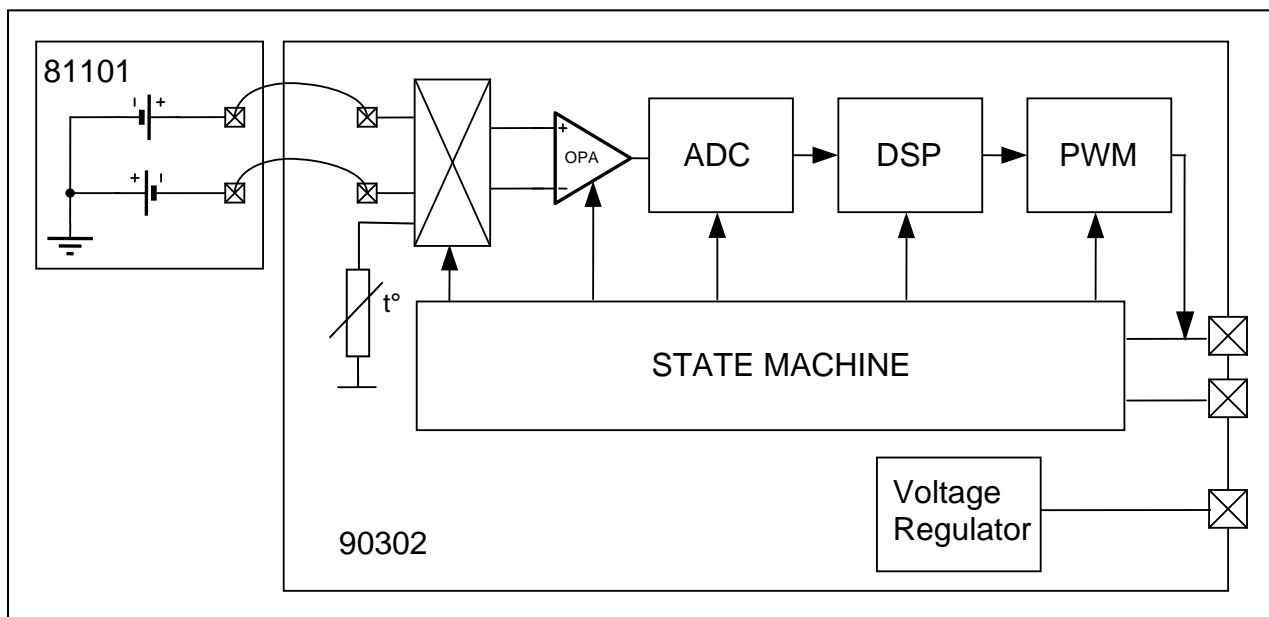 81101
- +
+ -
+
OPA
-
ADC
DSP
PWM
t°
STATE MACHINE
Voltage
Regulator
90302